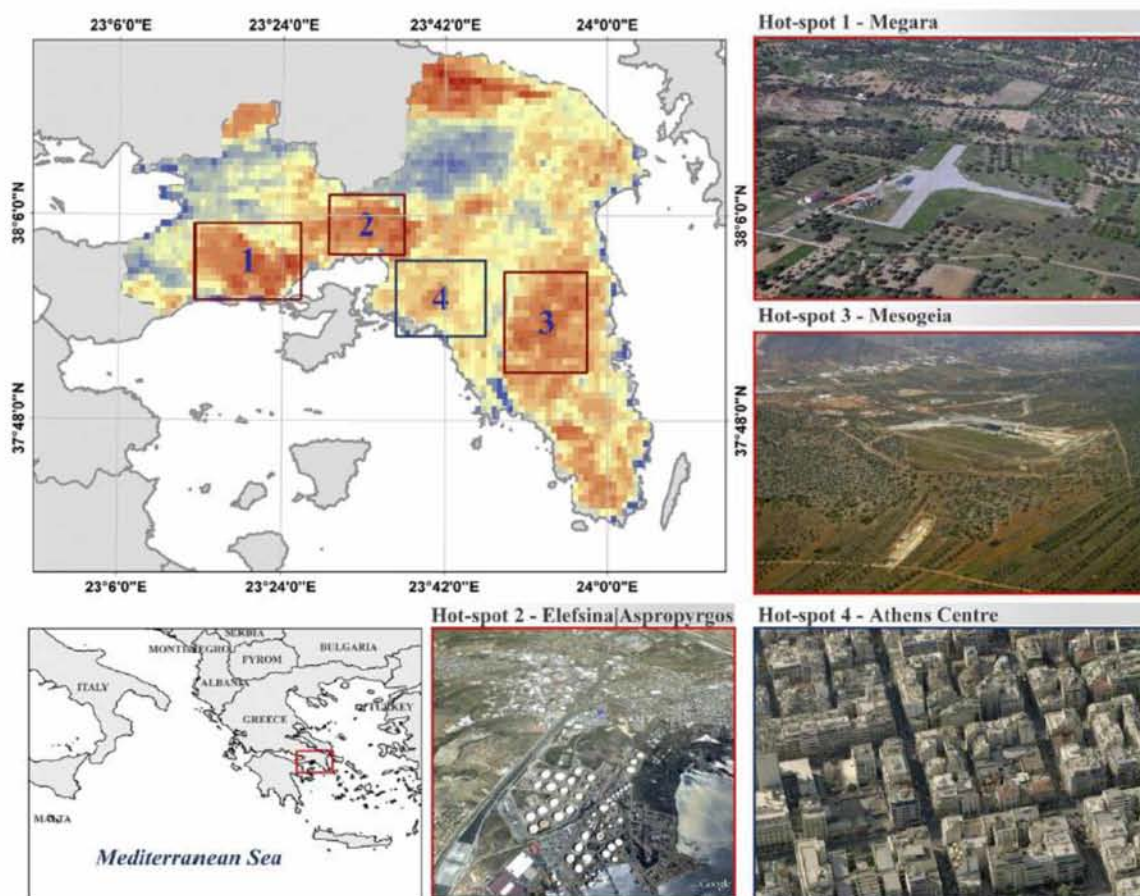 23°6'0"E 23°24'0"E 23°42'0"E 24°0'0"E
Hot-spot 1 - Megara
38°6'0"N
38°6'0"N
1
2
3
4
37°48'0"N
37°48'0"N
23°6'0"E 23°24'0"E 23°42'0"E 24°0'0"E
Hot-spot 3 - Mesogeia
Hot-spot 2 - Elefsina|Aspropyrgos
Hot-spot 4 - Athens Centre
SERBIA
MONTENEGRO
BULGARIA
FYROM
ITALY
ALBANIA
TURKEY
GREECE
MALTA
Mediterranean Sea
Google